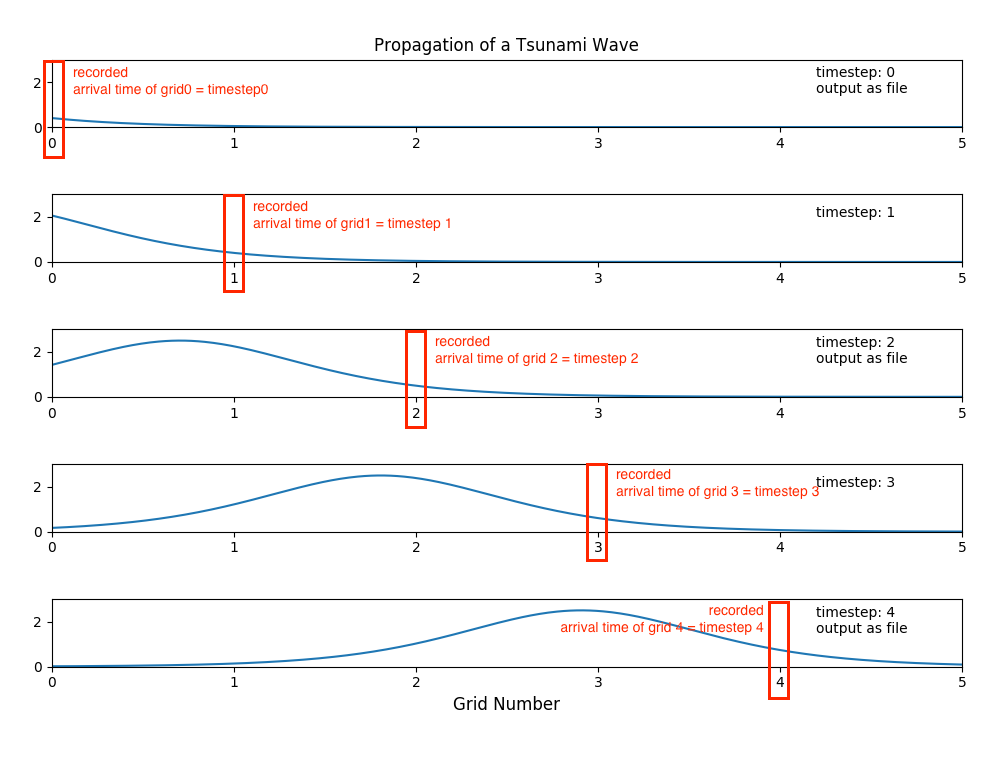 Propagation of a Tsunami Wave
recorded
arrival time of grid0 = timestep0
timestep: 0
output as file
2
0
0 1 2 3 4 5
recorded
arrival time of grid1 = timestep 1
timestep: 1
2
0
0 1 2 3 4 5
recorded
arrival time of grid 2 = timestep 2
timestep: 2
output as file
2
0
0 1 2 3 4 5
recorded
arrival time of grid 3 = timestep 3
timestep: 3
2
0
0 1 2 3 4 5
recorded
arrival time of grid 4 = timestep 4
timestep: 4
output as file
2
0
0 1 2 3 4 5
Grid Number